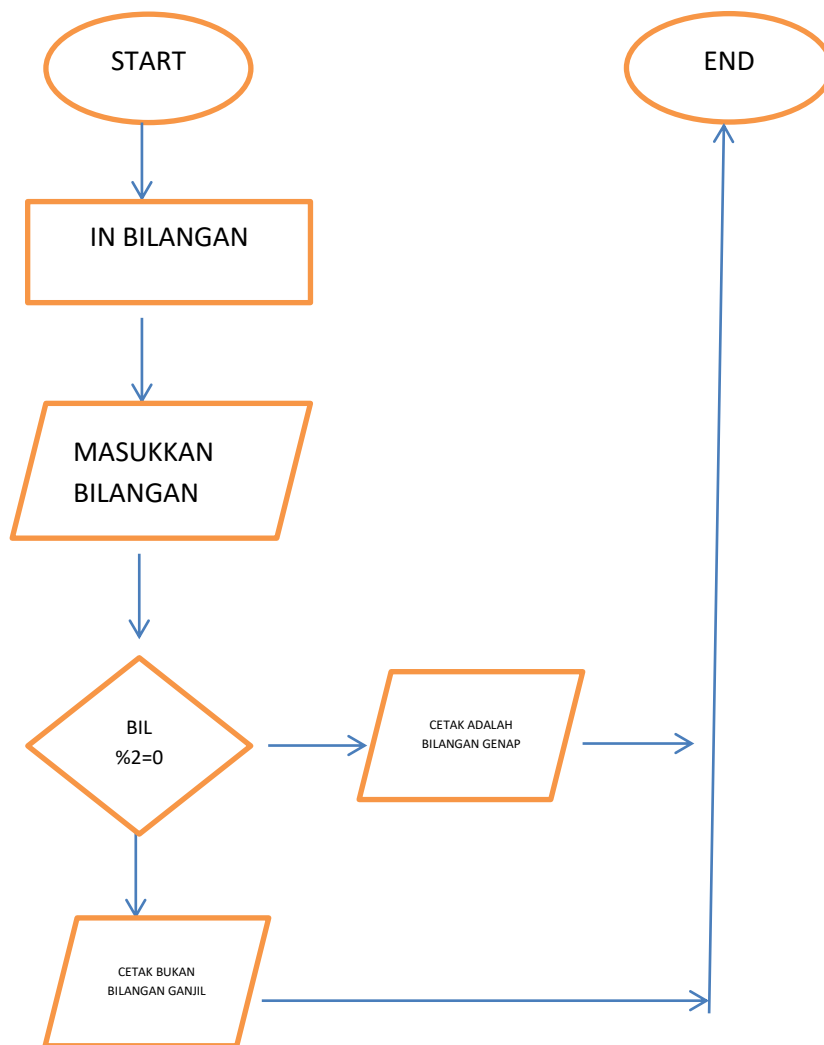 START
END
IN BILANGAN
MASUKKAN
BILANGAN
BIL
%2=0
CETAK ADALAH
BILANGAN GENAP
CETAK BUKAN
BILANGAN GANJIL